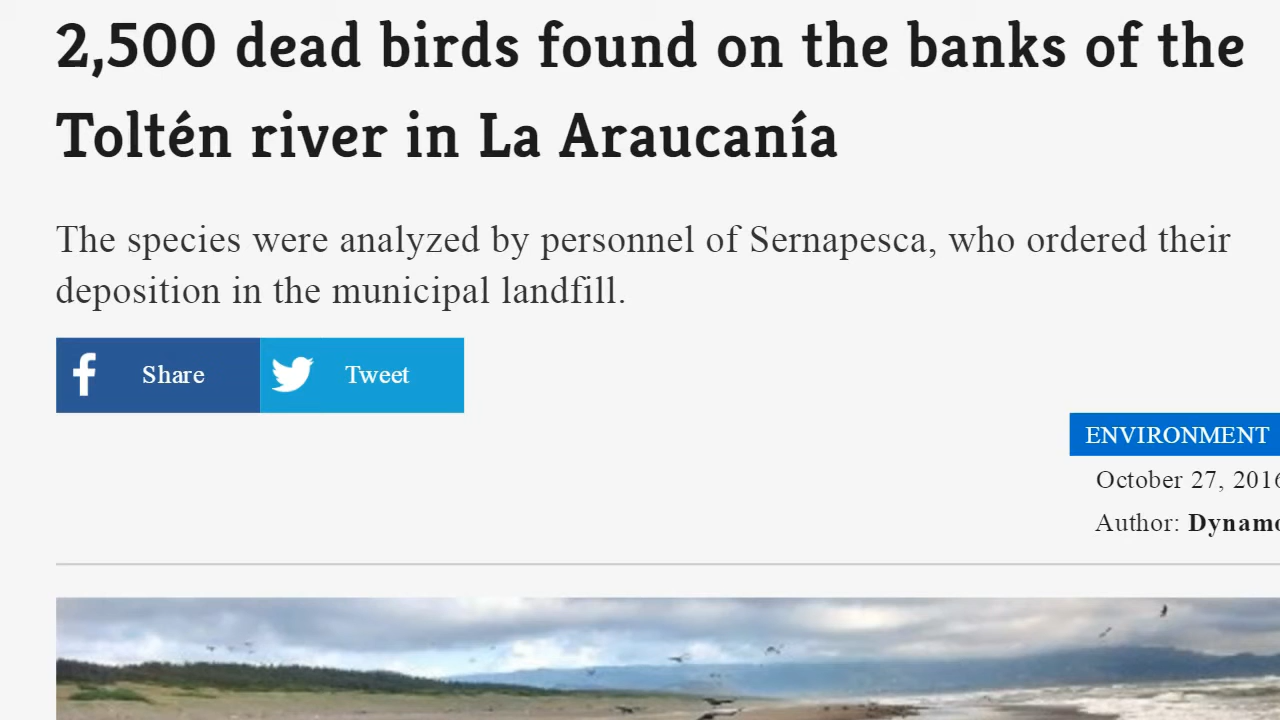 2,500 dead birds found on the banks of the
Toltén river in La Araucanía
The species were analyzed by personnel of Sernapesca, who ordered their
deposition in the municipal landfill.
Share Tweet
ENVIRONMENT
October 27, 2016
Author: